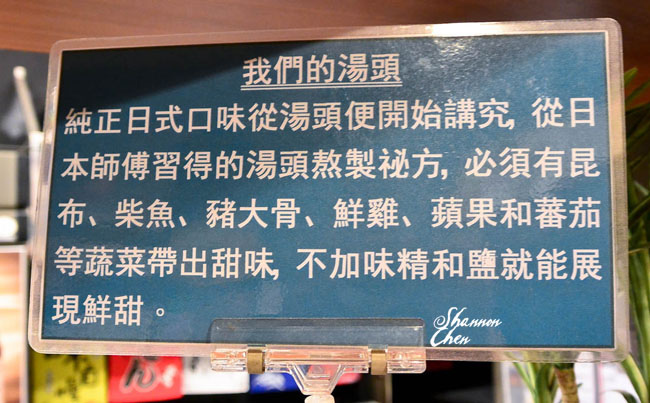 我們的湯頭
純正日式口味從湯頭便開始講究, 從日
本師傅習得的湯頭熬製祕方, 必須有昆
布、柴魚、豬大骨、鮮雞、蘋果和蕃茄
等蔬菜帶出甜味, 不加味精和鹽就能展
現鮮甜。
Shannon
Chen